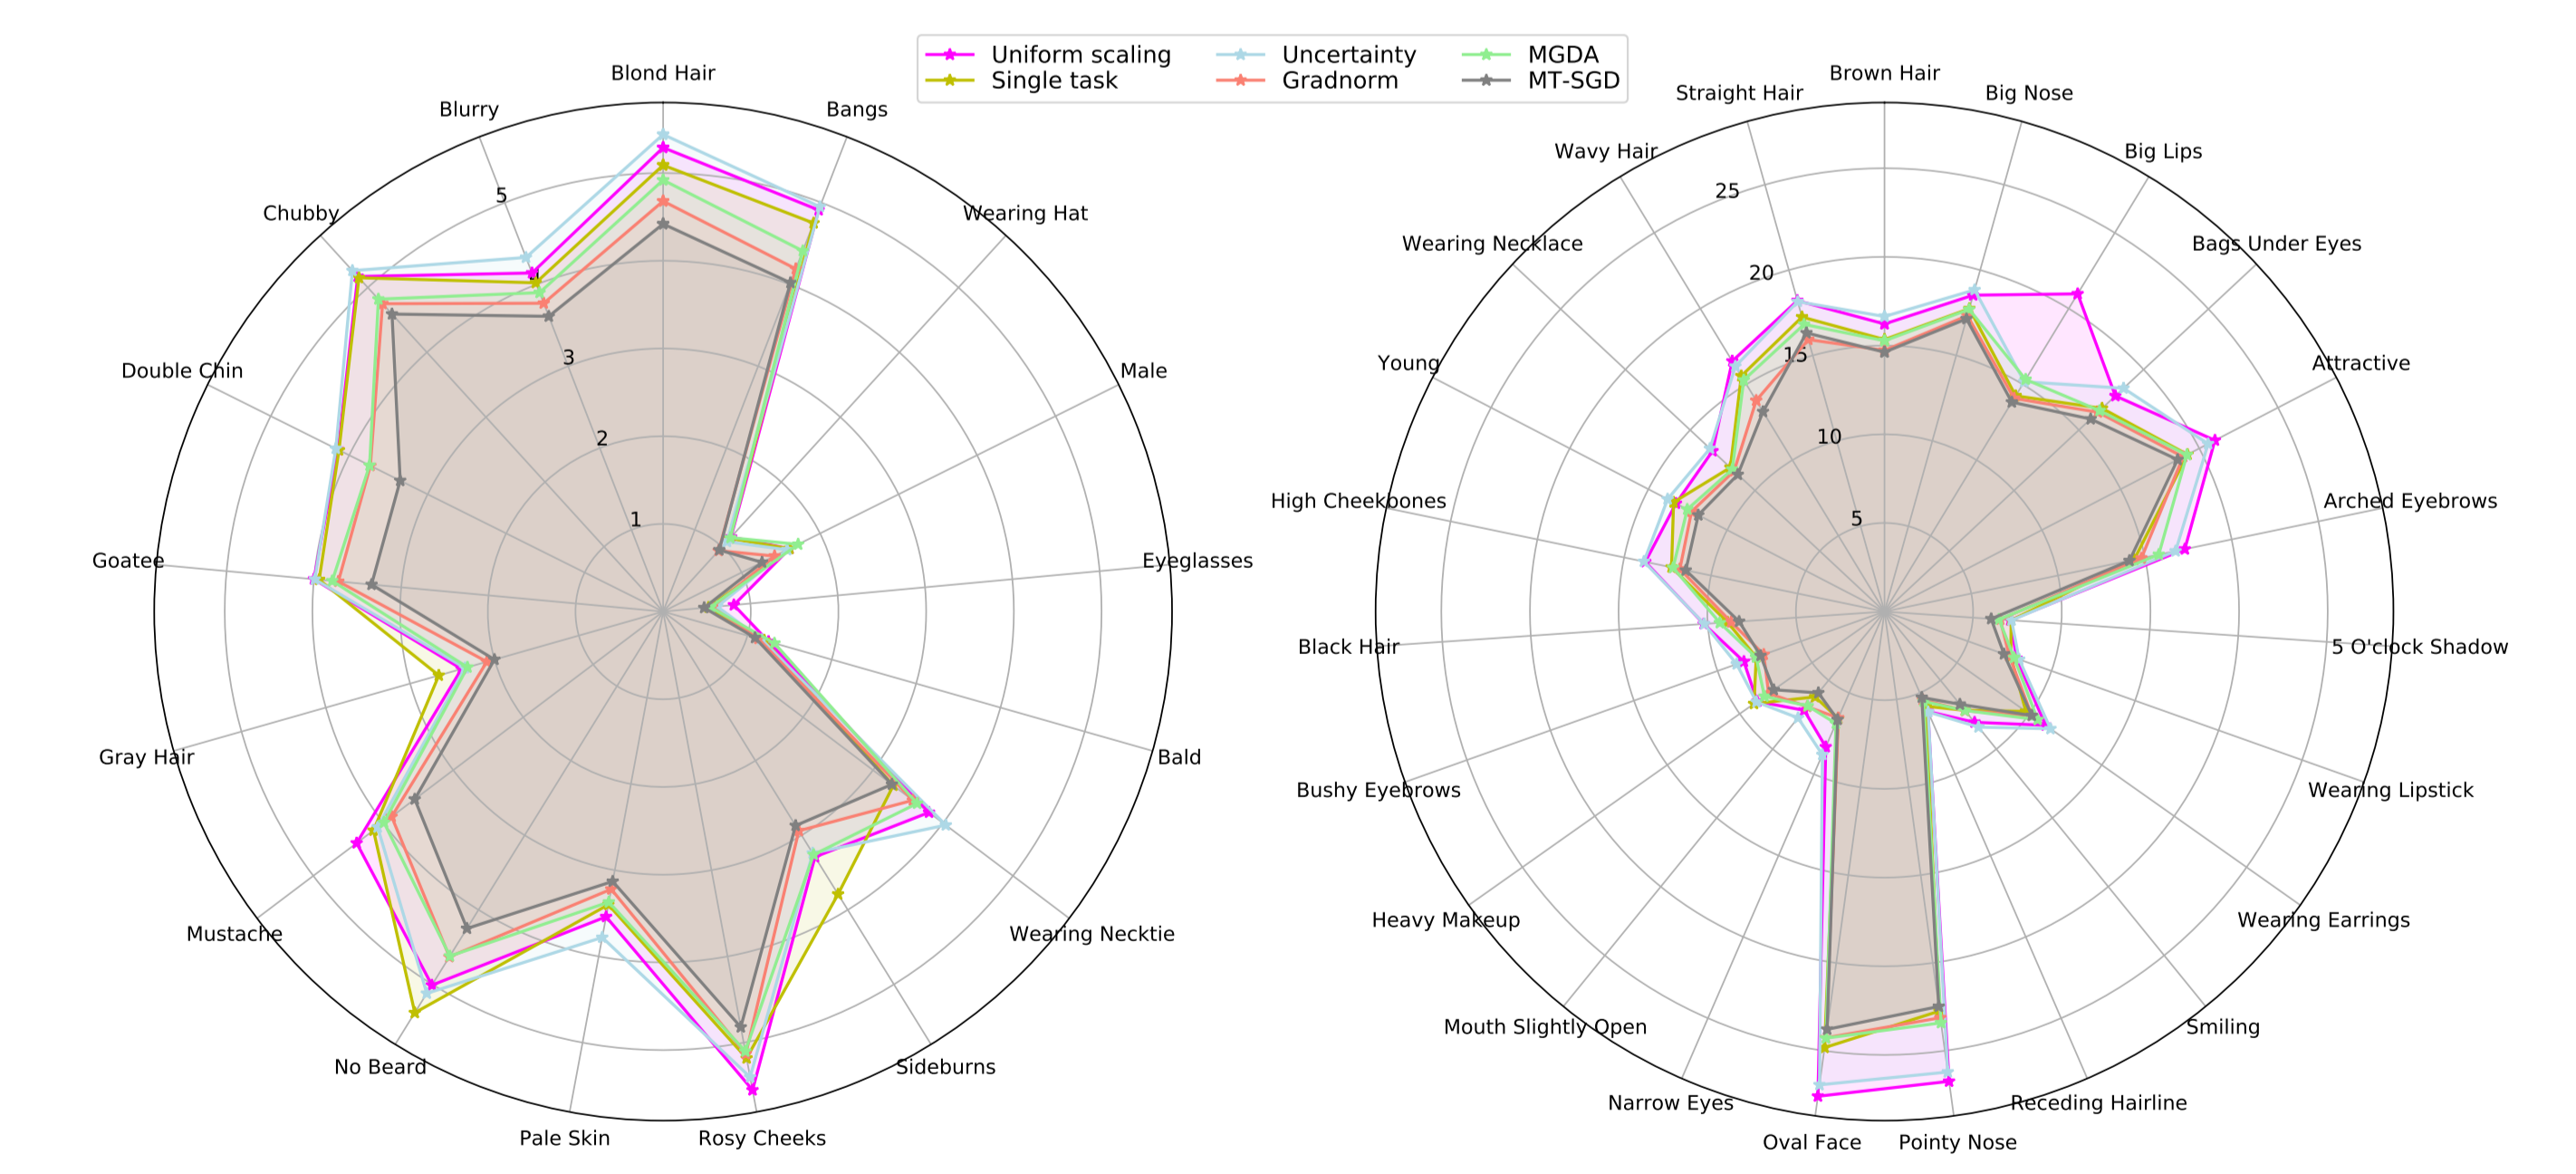 Uniform scaling
Single task
Uncertainty
Gradnorm
MGDA
MT-SGD
Blond Hair
Bangs
Wearing Hat
Male
Eyeglasses
Bald
Wearing Necktie
Sideburns
Rosy Cheeks
Pale Skin
No Beard
Mustache
Gray Hair
Goatee
Double Chin
Chubby
Blurry
1
2
3
4
5
Brown Hair
Big Nose
Big Lips
Bags Under Eyes
Attractive
Arched Eyebrows
5 O'clock Shadow
Wearing Lipstick
Wearing Earrings
Smiling
Receding Hairline
Pointy Nose
Oval Face
Narrow Eyes
Mouth Slightly Open
Heavy Makeup
Bushy Eyebrows
Black Hair
High Cheekbones
Young
Wearing Necklace
Wavy Hair
Straight Hair
5
10
15
20
25